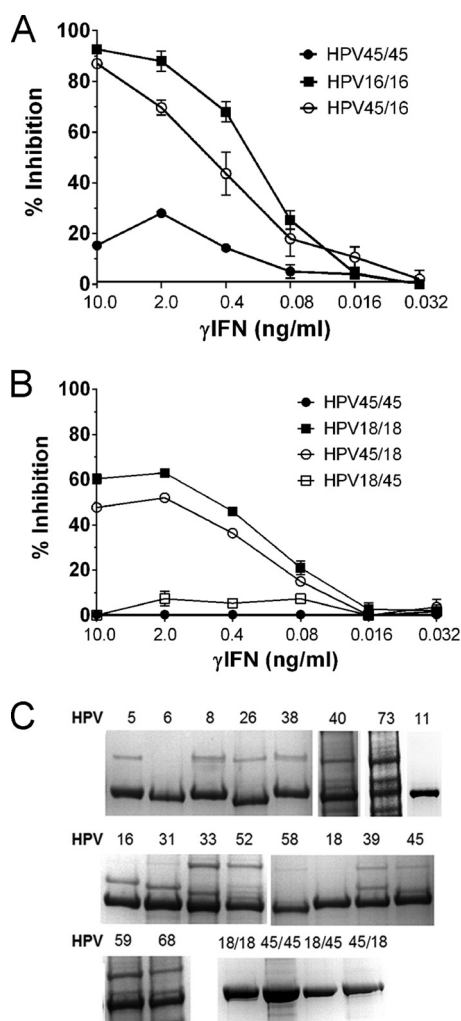 A
100
80
60
40
20
0
% Inhibition
HPV45/45
HPV16/16
HPV45/16
10.0 2.0 0.4 0.08 0.016 0.032
γIFN (ng/ml)
B
100
80
60
40
20
0
% Inhibition
HPV45/45
HPV18/18
HPV45/18
HPV18/45
10.0 2.0 0.4 0.08 0.016 0.032
γIFN (ng/ml)
C
HPV 5 6 8 26 38 40 73 11
HPV 16 31 33 52 58 18 39 45
HPV 59 68 18/18 45/45 18/45 45/18